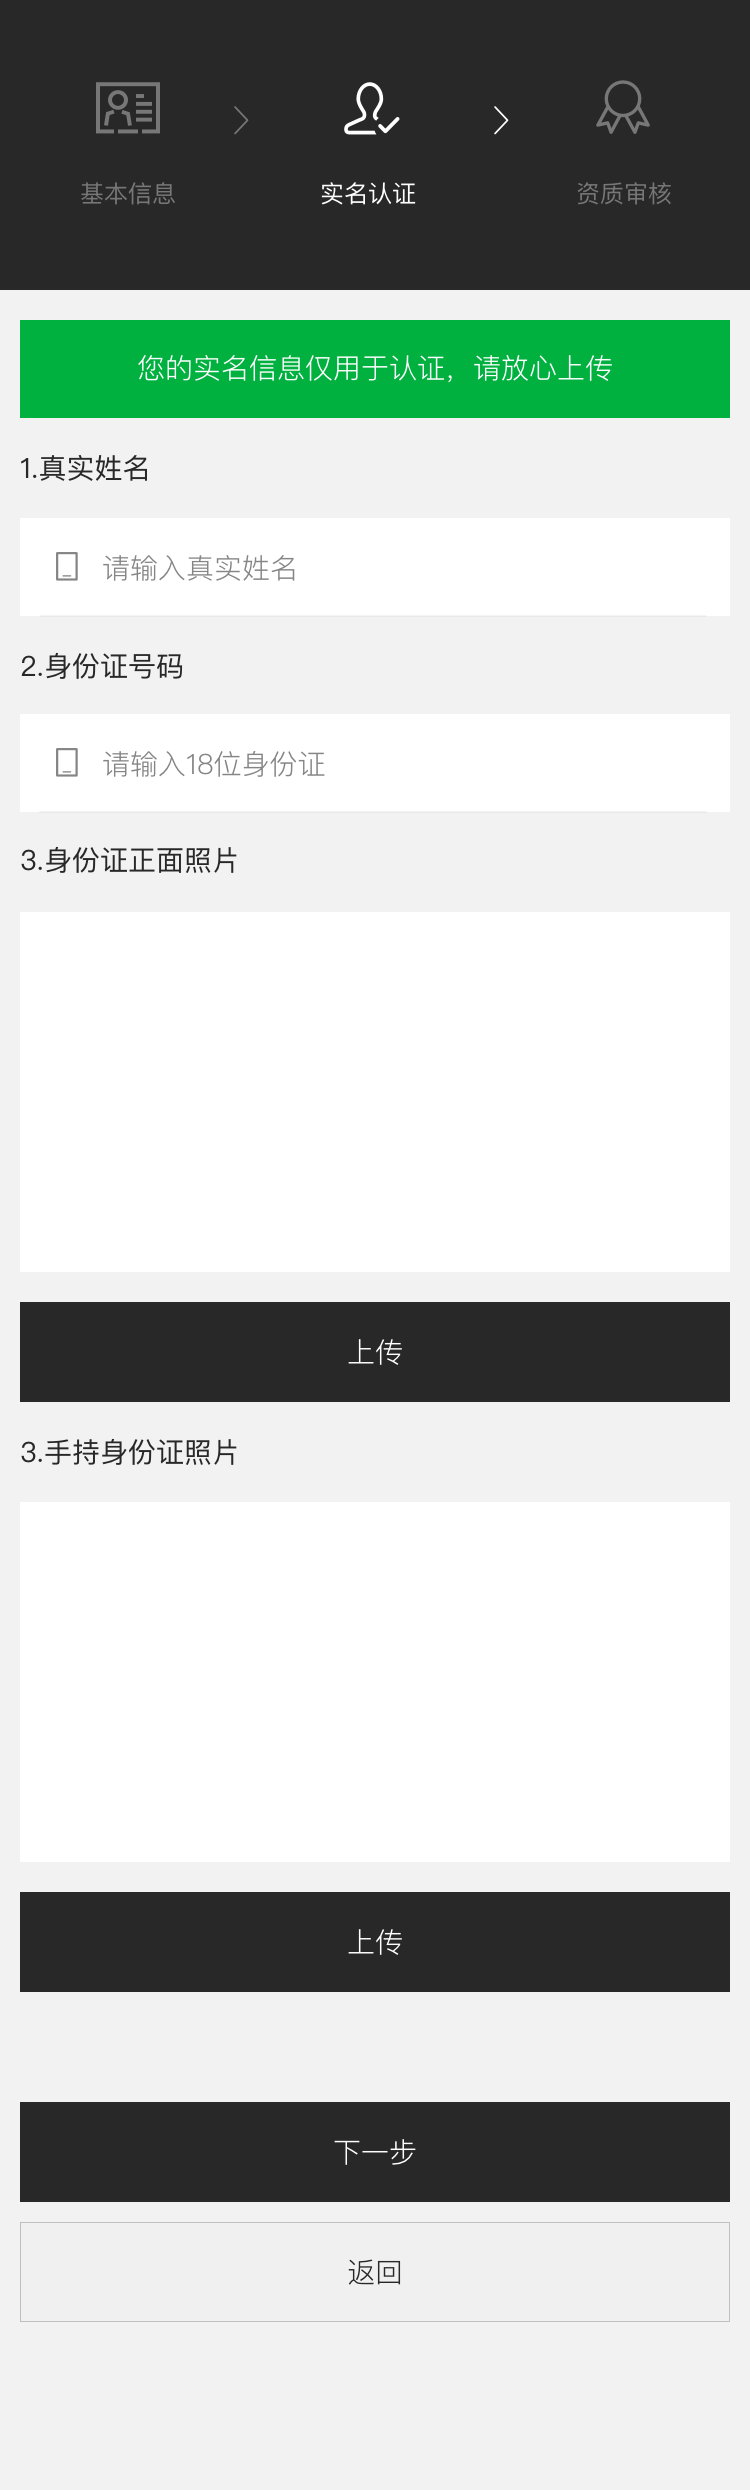 基本信息
实名认证
资质审核
您的实名信息仅用于认证，请放心上传
1.真实姓名
请输入真实姓名
2.身份证号码
请输入18位身份证
3.身份证正面照片
上传
3.手持身份证照片
上传
下一步
返回